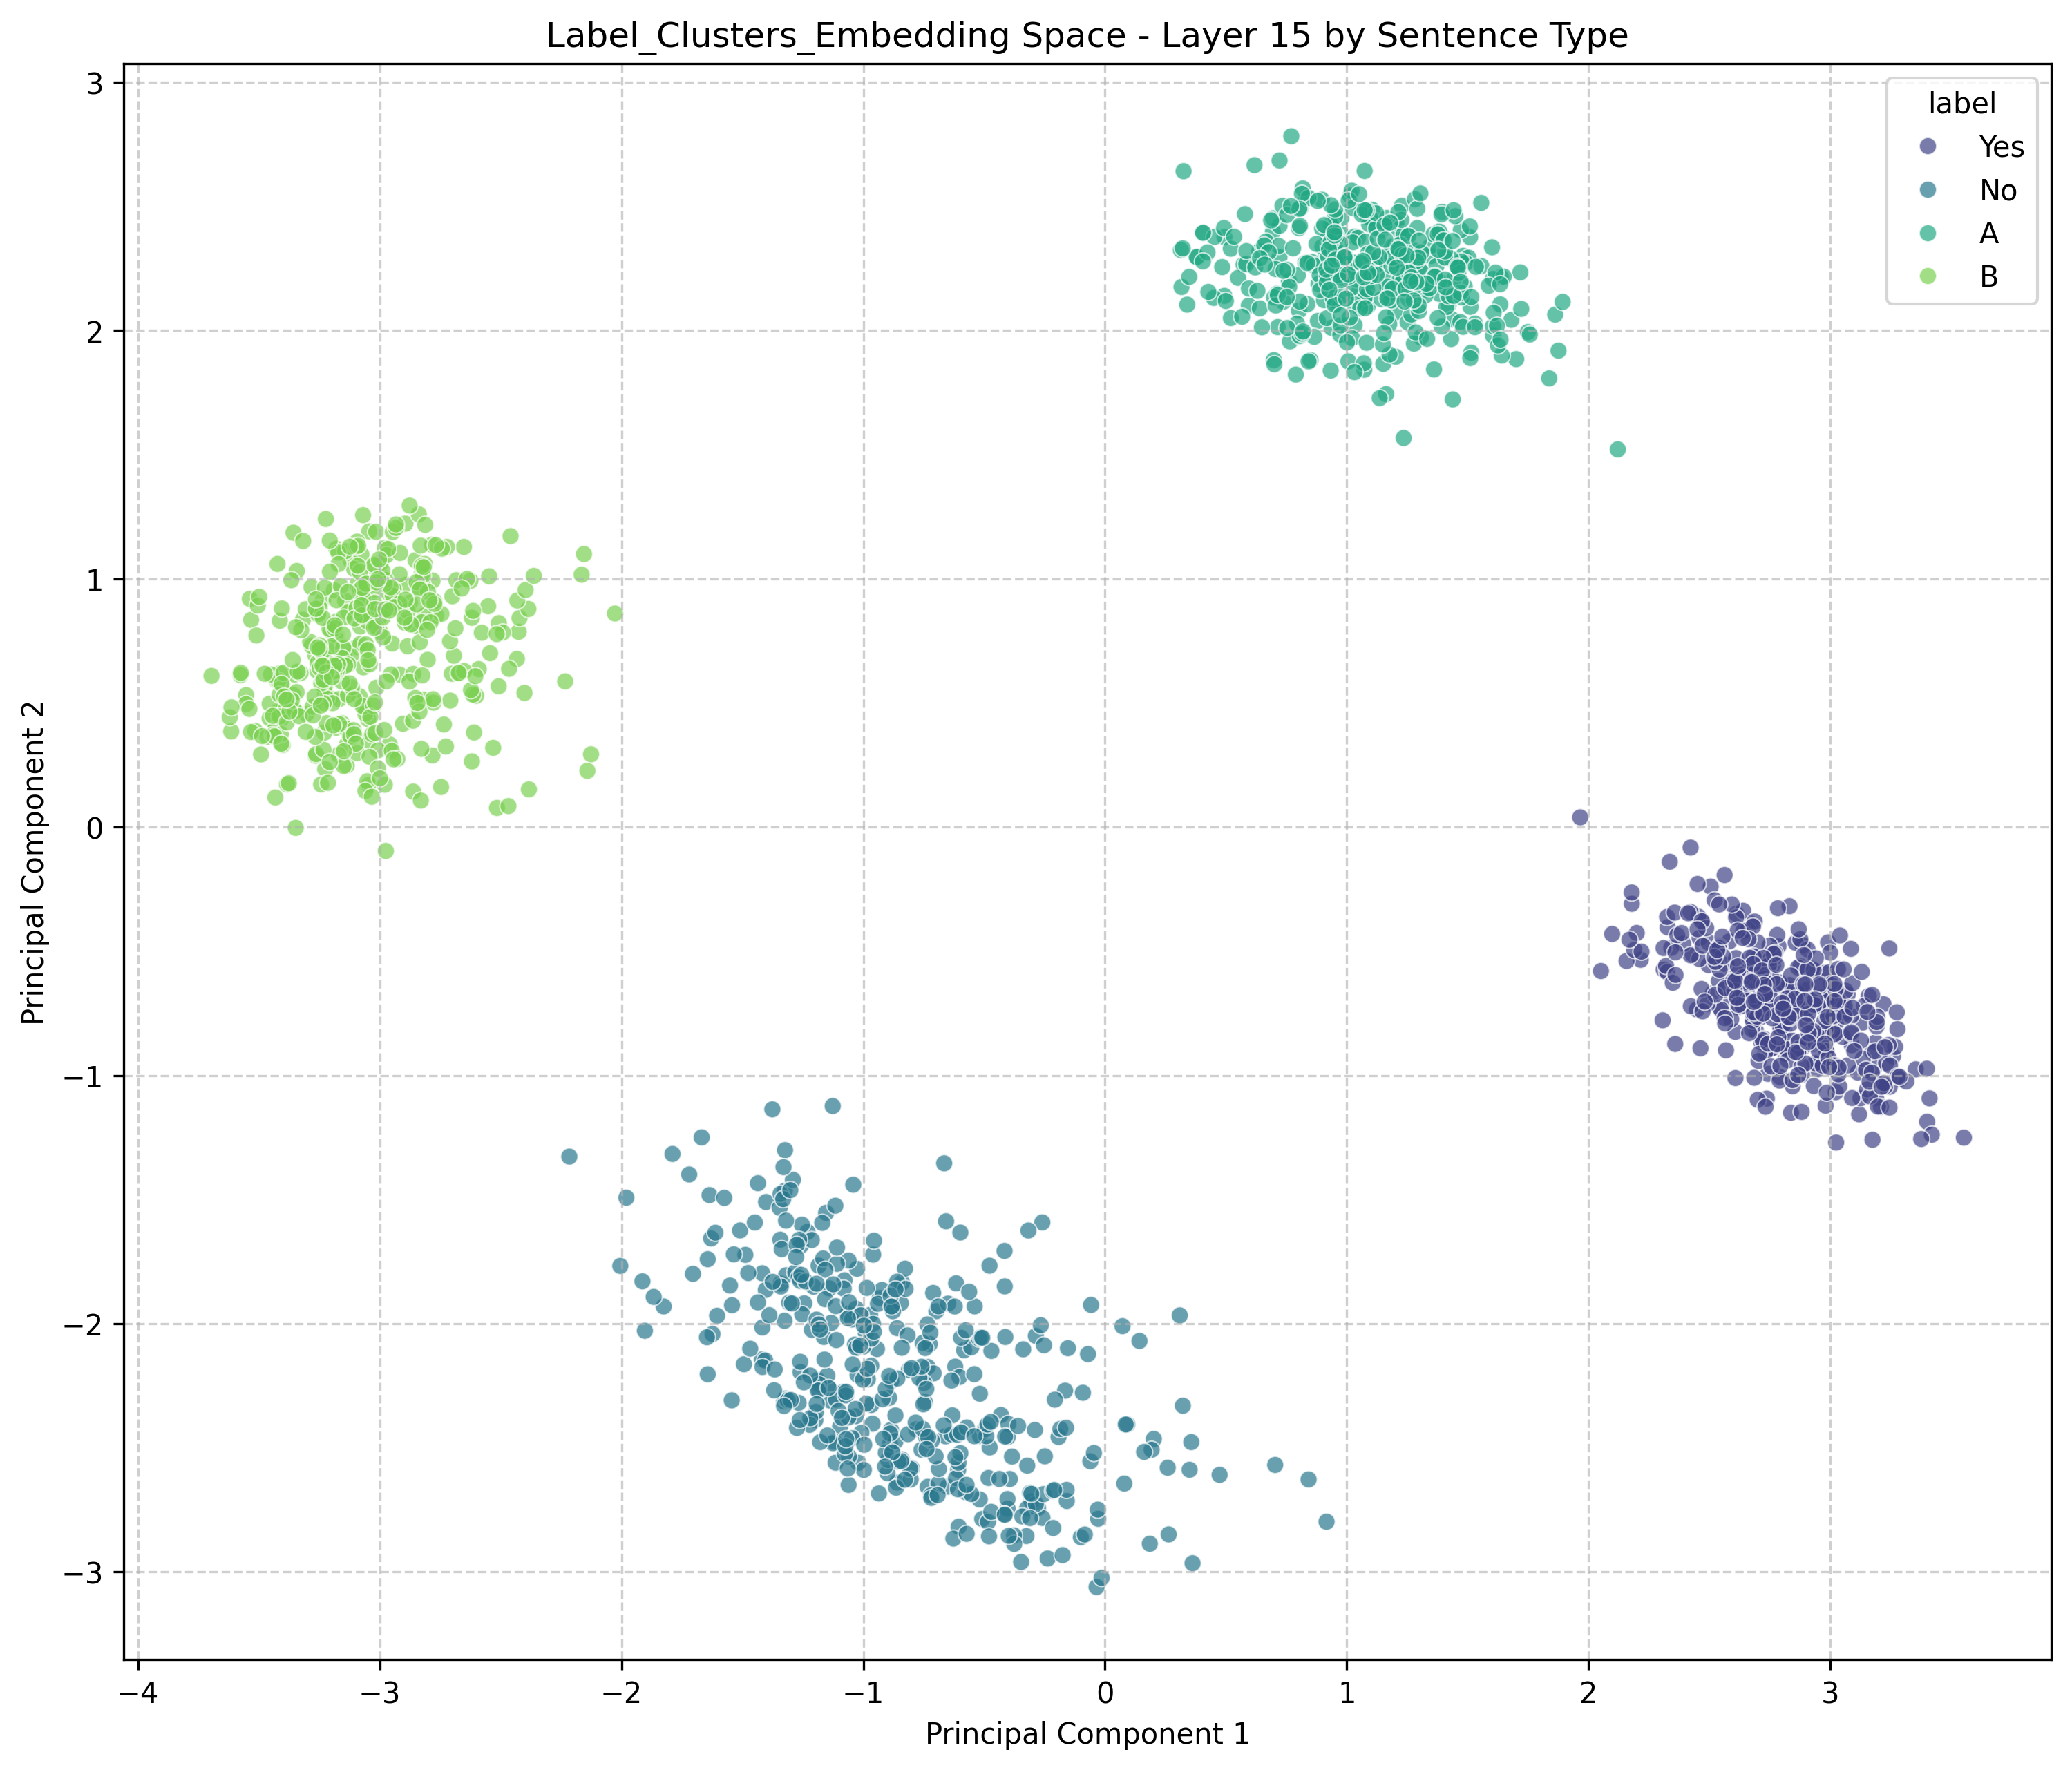 Label_Clusters_Embedding Space - Layer 15 by Sentence Type
label
Yes
No
A
B
3
2
1
0
−1
−2
−3
Principal Component 2
−4 −3 −2 −1 0 1 2 3
Principal Component 1